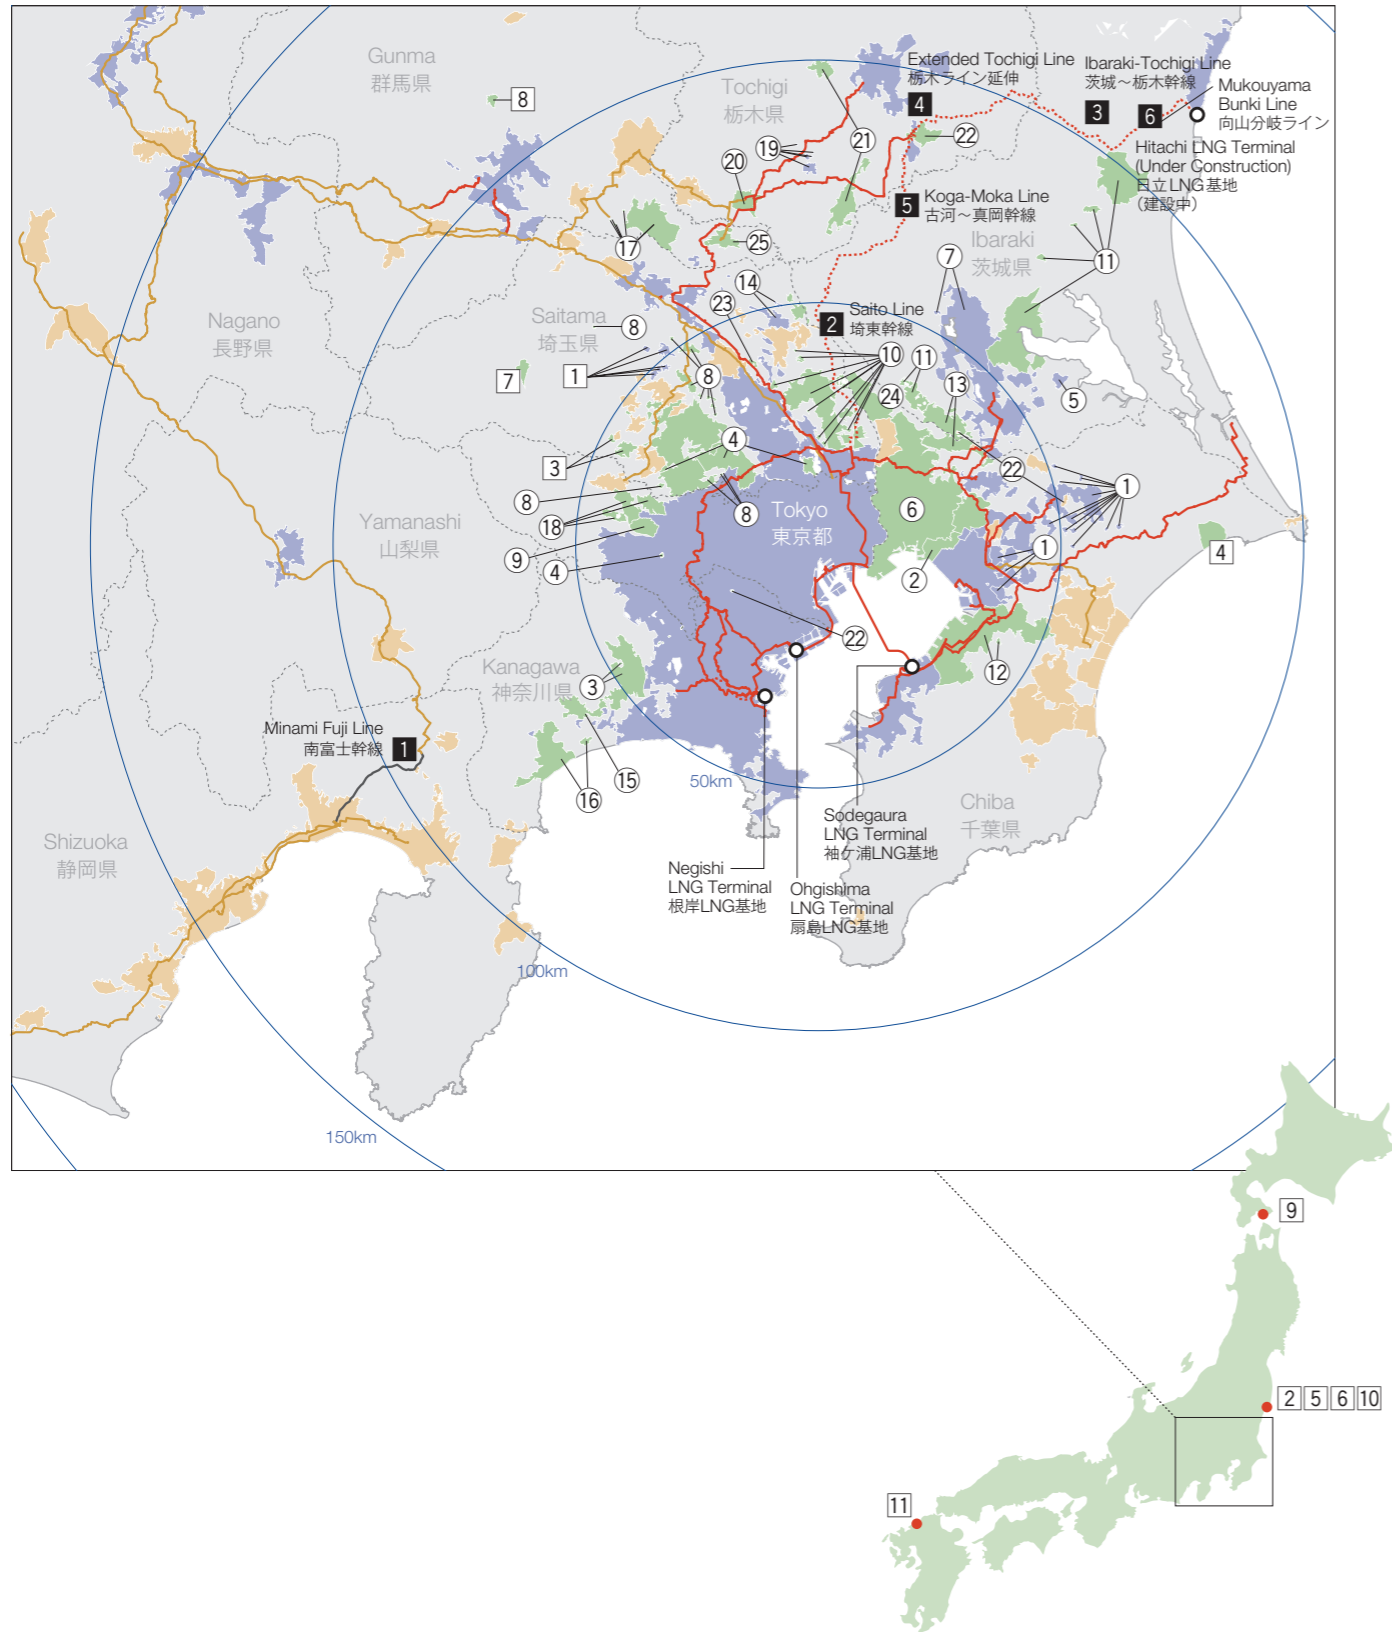 Gunma
群馬県
8
Tochigi
栃木県
Extended Tochigi Line
栃木ライン延伸
4
Ibaraki-Tochigi Line
茨城〜栃木幹線
3
6
Mukouyama
Bunki Line
向山分岐ライン
Hitachi LNG Terminal
(Under Construction)
日立LNG基地
（建設中）
19
21
22
20
5
Koga-Moka Line
古河〜真岡幹線
17
25
Ibaraki
茨城県
11
7
14
23
Nagano
長野県
Saitama
埼玉県
8
2
Saito Line
埼東幹線
7
1
8
10
11
24
13
5
3
4
22
1
8
18
8
9
4
Tokyo
東京都
6
2
1
4
Yamanashi
山梨県
22
12
Kanagawa
神奈川県
3
Minami Fuji Line
南富士幹線
1
15
16
50km
Chiba
千葉県
Sodegaura
LNG Terminal
袖ケ浦LNG基地
Shizuoka
静岡県
Negishi
LNG Terminal
根岸LNG基地
Ohgishima
LNG Terminal
扇島LNG基地
100km
150km
9
2 5 6 10
11